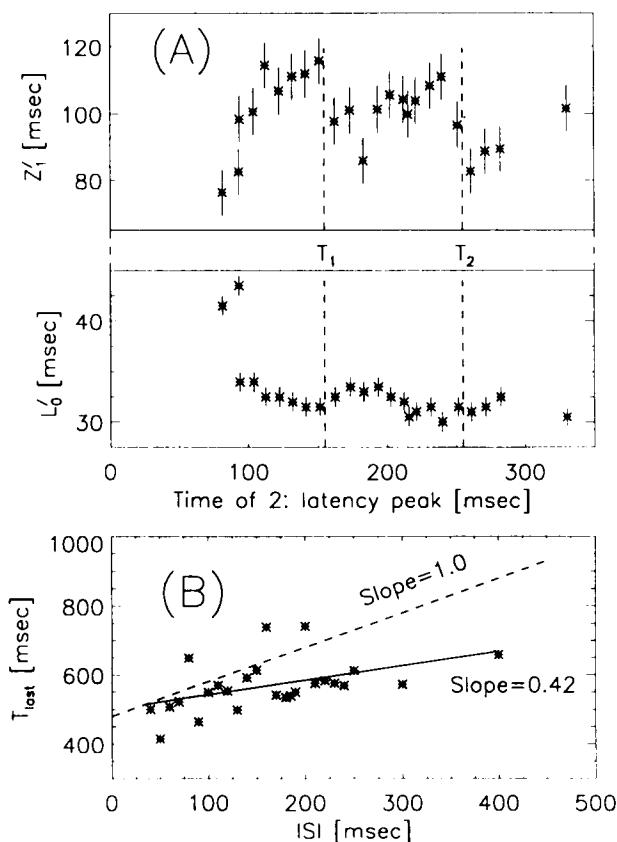 (A)
Z′₁ [msec]
120
100
80
T₁ T₂
L′₀ [msec]
40
30
0 100 200 300
Time of 2: latency peak [msec]
(B)
T_last [msec]
1000
800
600
400
Slope=1.0
Slope=0.42
0 100 200 300 400 500
ISI [msec]